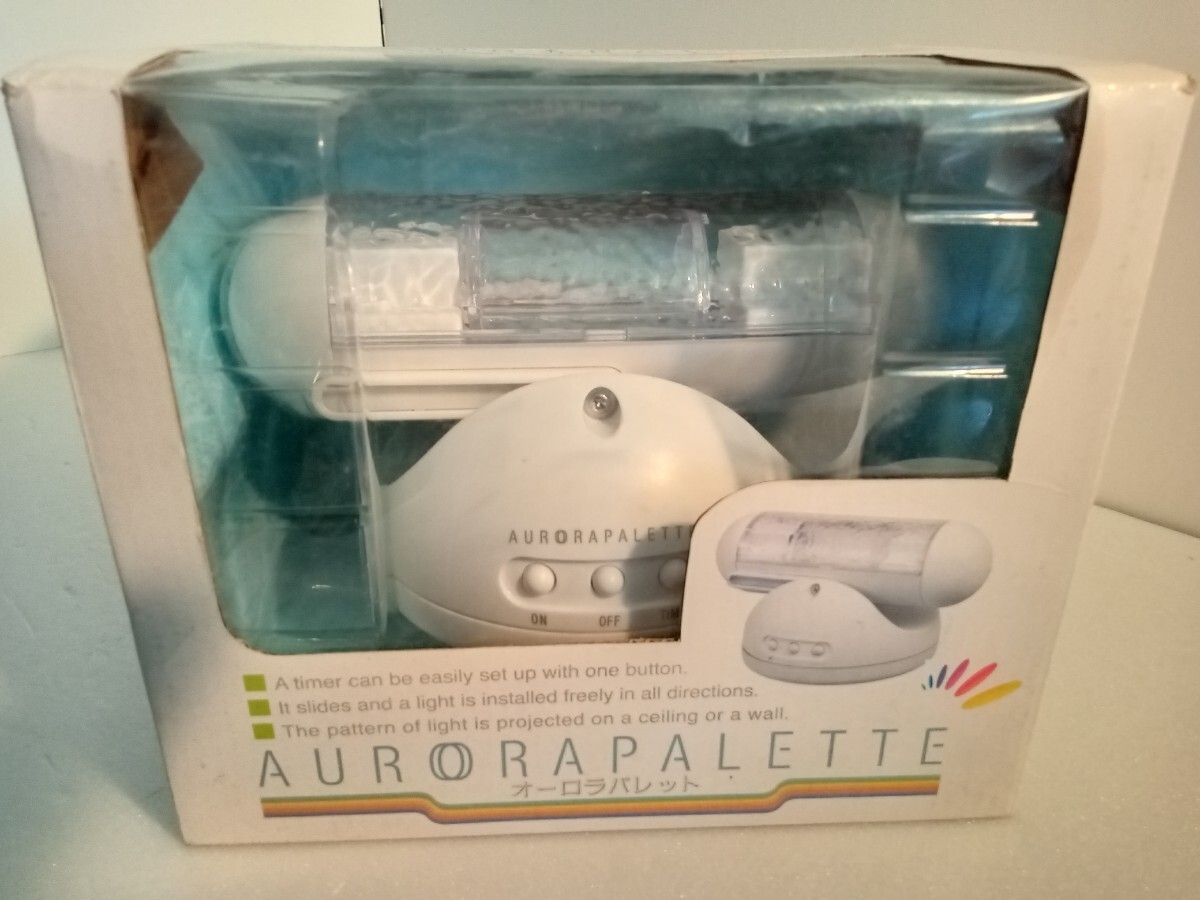 AURORAPALETTE
ON OFF TIM
A timer can be easily set up with one button.
It slides and a light is installed freely in all directions.
The pattern of light is projected on a ceiling or a wall.
AURORAPALETTE
オーロラパレット